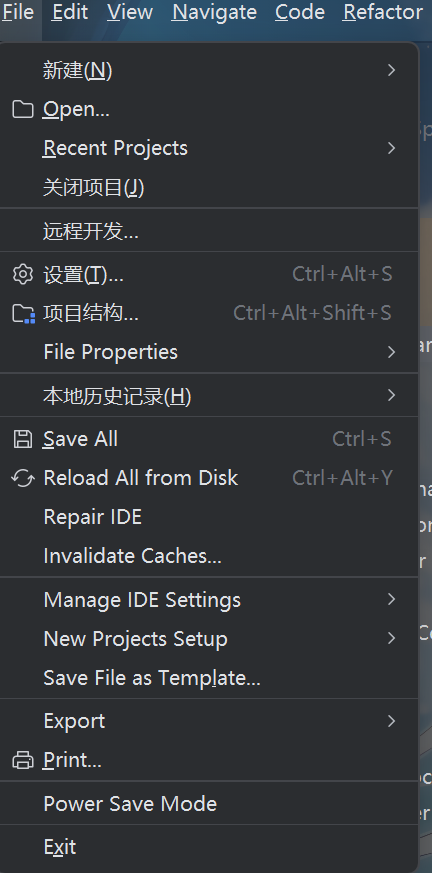 File Edit View Navigate Code Refactor
新建(N)
Open...
Recent Projects
关闭项目(J)
远程开发...
设置(T)... Ctrl+Alt+S
项目结构... Ctrl+Alt+Shift+S
File Properties
本地历史记录(H)
Save All Ctrl+S
Reload All from Disk Ctrl+Alt+Y
Repair IDE
Invalidate Caches...
Manage IDE Settings
New Projects Setup
Save File as Template...
Export
Print...
Power Save Mode
Exit